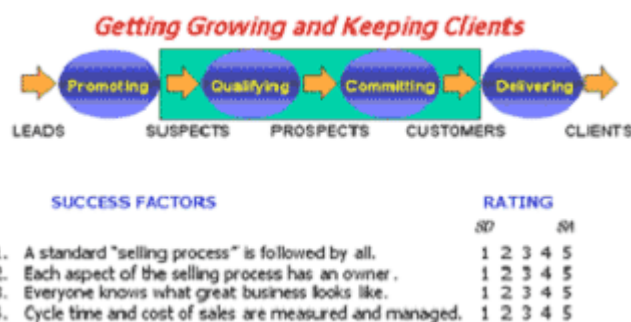 Getting Growing and Keeping Clients
Promoting Qualifying Committing Delivering
LEADS SUSPECTS PROSPECTS CUSTOMERS CLIENTS
SUCCESS FACTORS RATING
SD SA
1. A standard "selling process" is followed by all. 1 2 3 4 5
2. Each aspect of the selling process has an owner. 1 2 3 4 5
3. Everyone knows what great business looks like. 1 2 3 4 5
4. Cycle time and cost of sales are measured and managed. 1 2 3 4 5